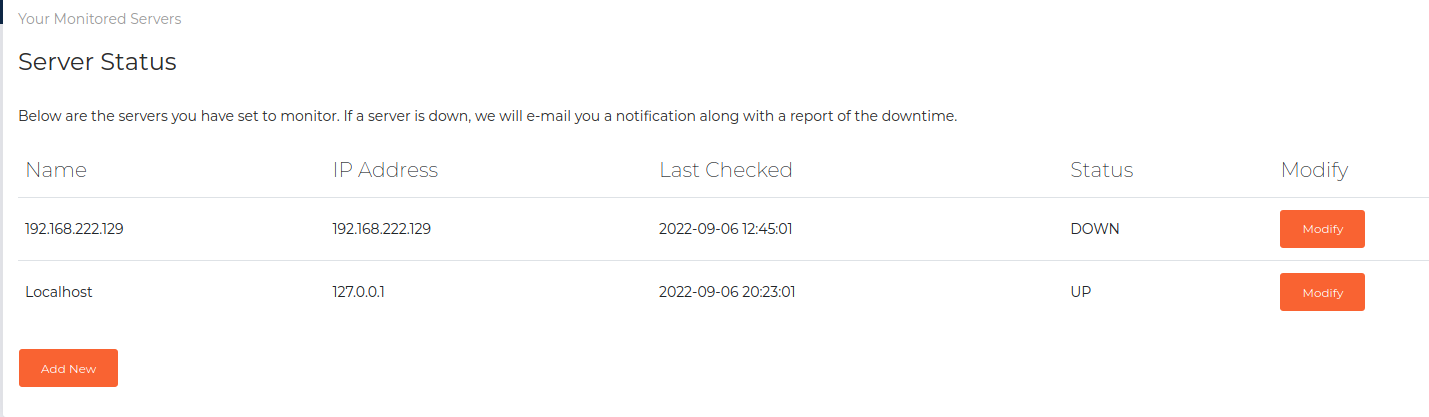 Your Monitored Servers
Server Status
Below are the servers you have set to monitor. If a server is down, we will e-mail you a notification along with a report of the downtime.
Name IP Address Last Checked Status Modify
192.168.222.129 192.168.222.129 2022-09-06 12:45:01 DOWN Modify
Localhost 127.0.0.1 2022-09-06 20:23:01 UP Modify
Add New